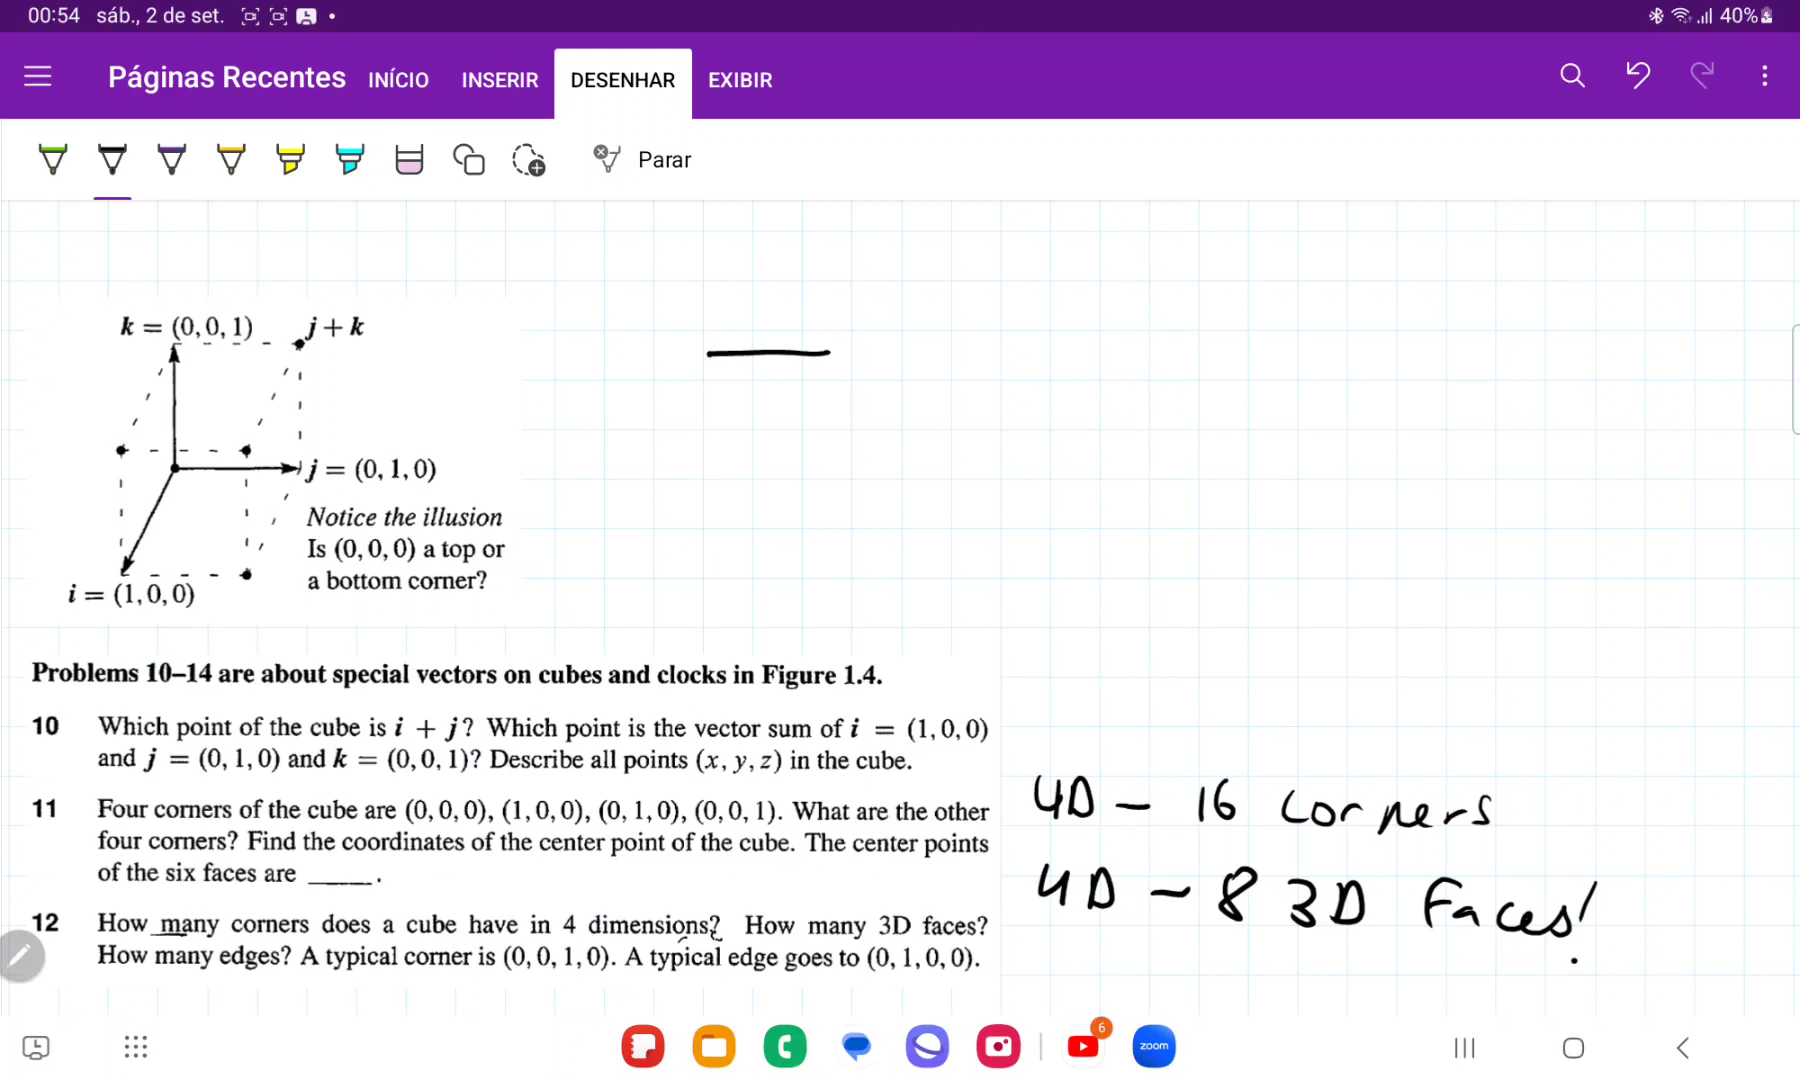 00:54 sáb., 2 de set. •
40%
Páginas Recentes INÍCIO INSERIR DESENHAR EXIBIR
Parar
k = (0, 0, 1)
j + k
j = (0, 1, 0)
Notice the illusion
Is (0, 0, 0) a top or
a bottom corner?
i = (1, 0, 0)
Problems 10–14 are about special vectors on cubes and clocks in Figure 1.4.
10 Which point of the cube is i + j? Which point is the vector sum of i = (1, 0, 0)
and j = (0, 1, 0) and k = (0, 0, 1)? Describe all points (x, y, z) in the cube.
11 Four corners of the cube are (0, 0, 0), (1, 0, 0), (0, 1, 0), (0, 0, 1). What are the other
four corners? Find the coordinates of the center point of the cube. The center points
of the six faces are _____.
12 How many corners does a cube have in 4 dimensions? How many 3D faces?
How many edges? A typical corner is (0, 0, 1, 0). A typical edge goes to (0, 1, 0, 0).
4D – 16 corners
4D – 8 3D Faces!
6
zoom